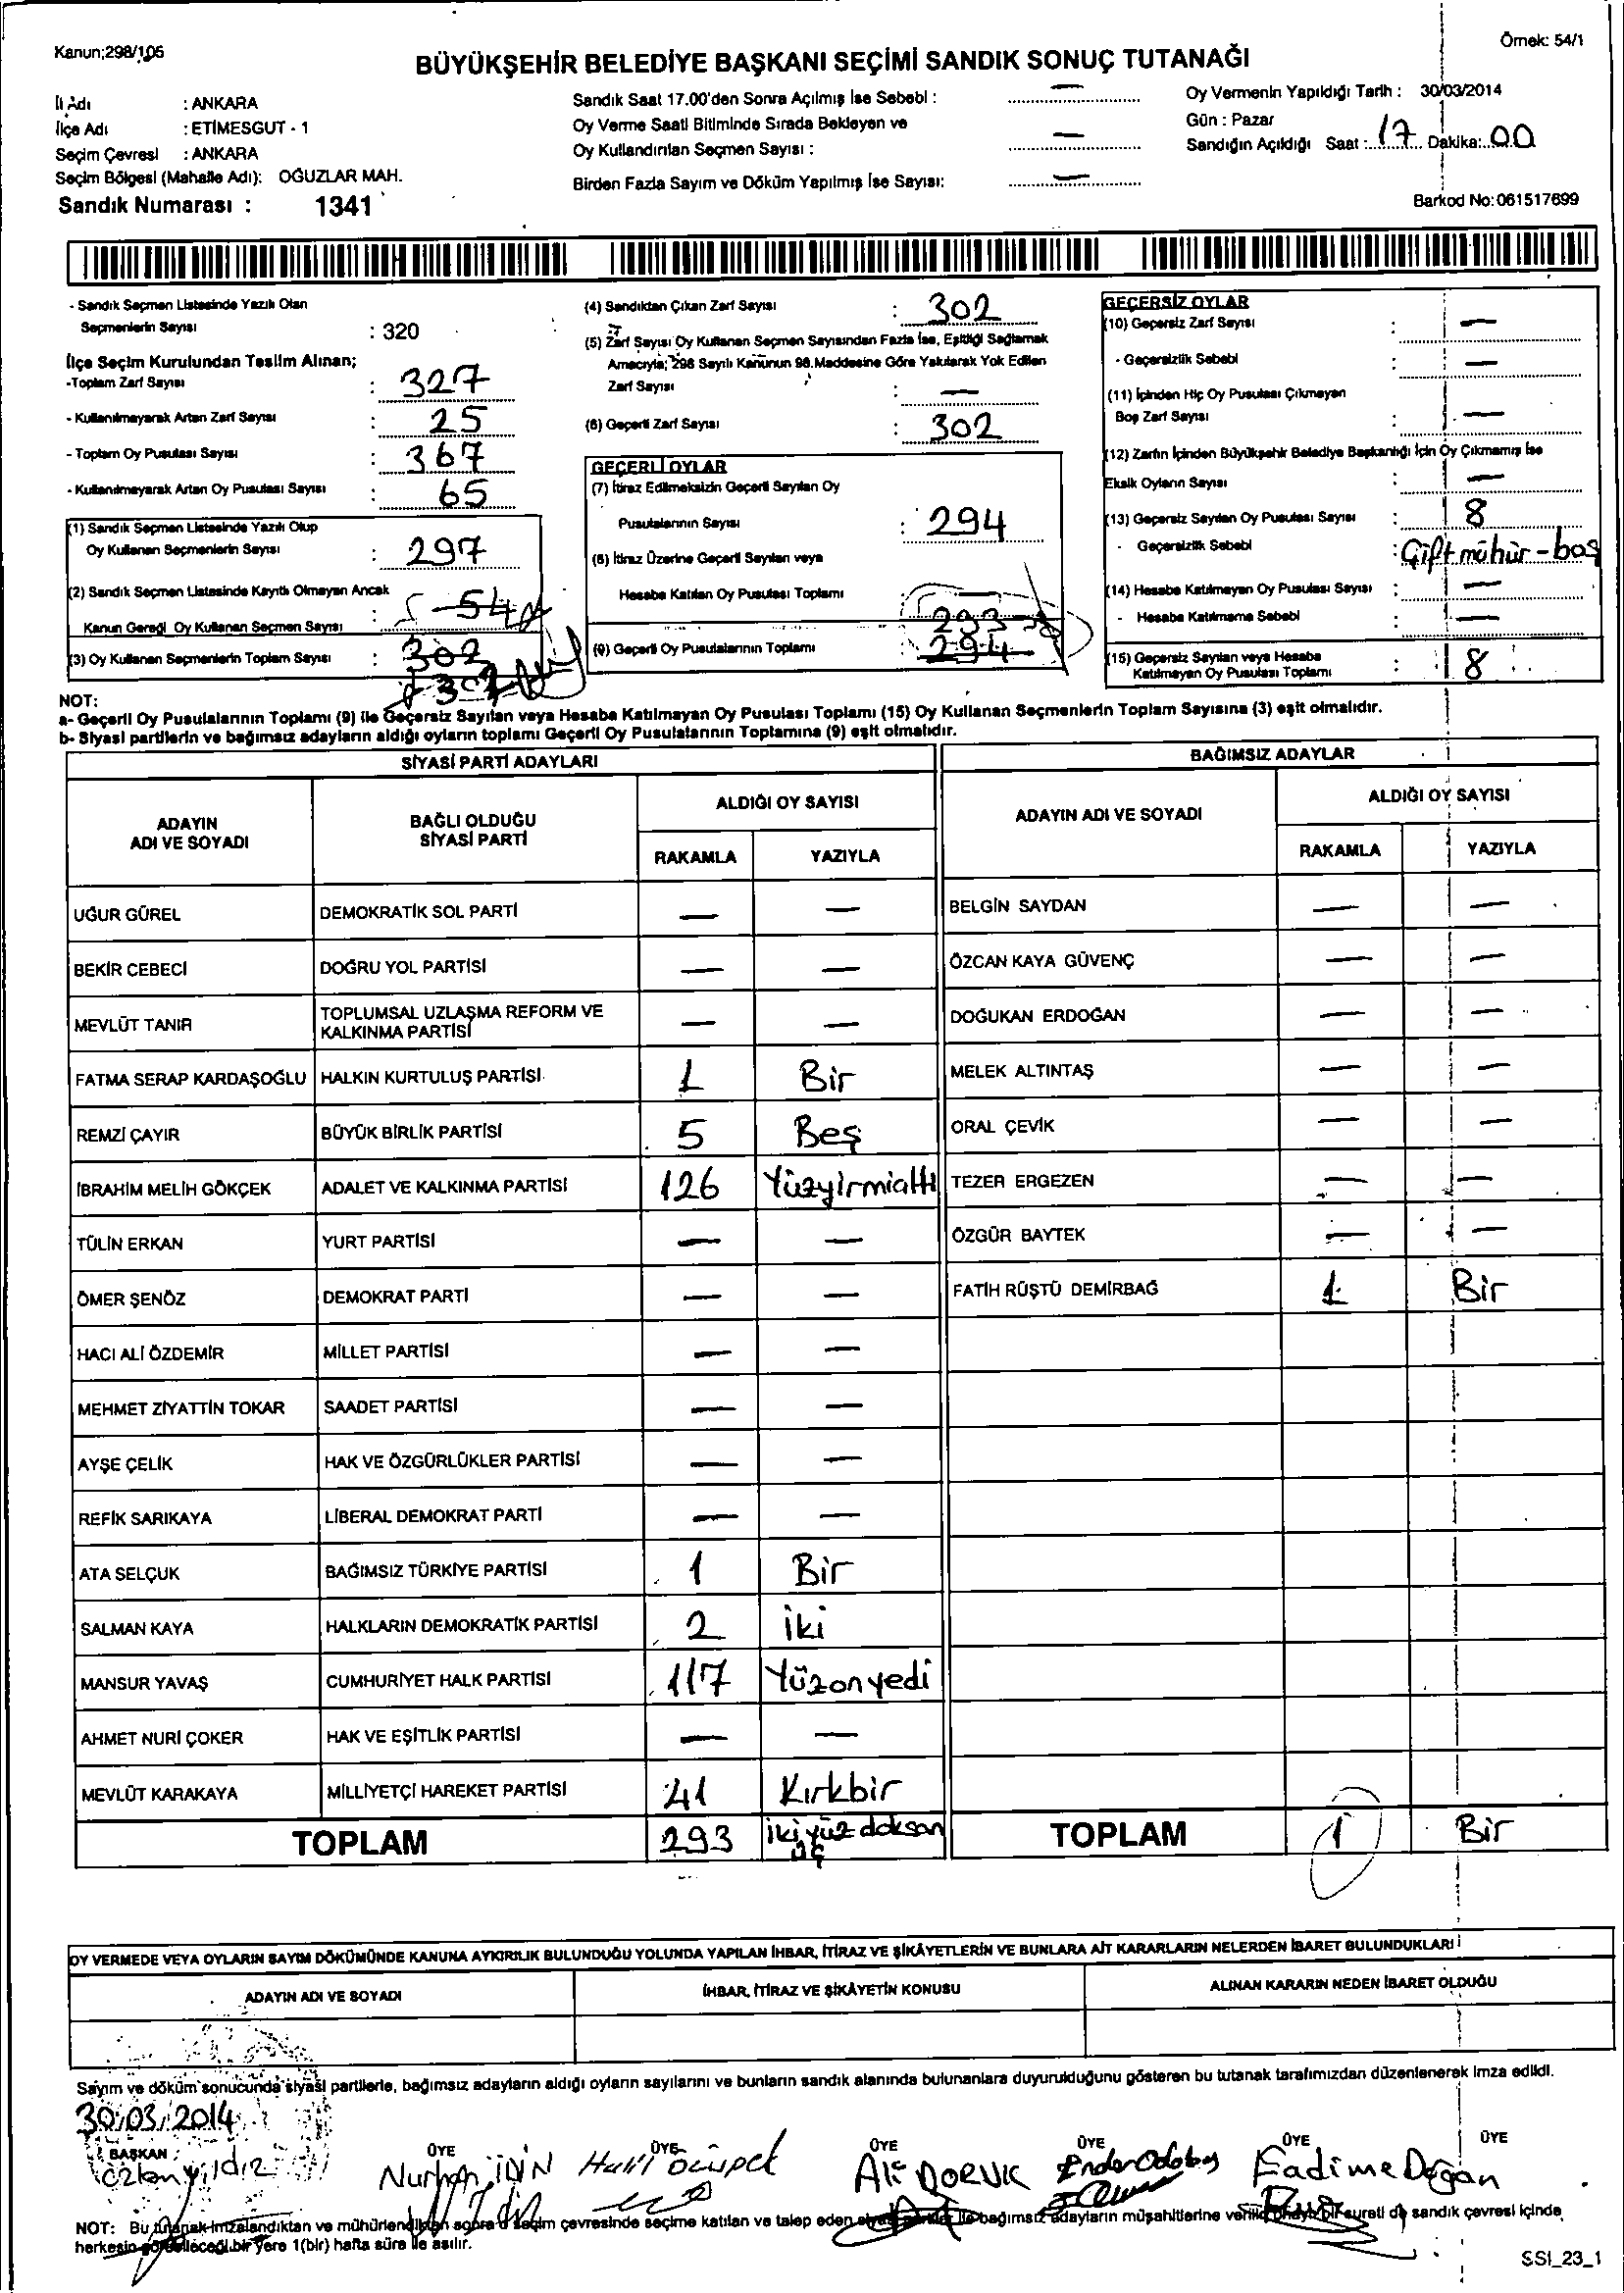 Kanun;298/105
Örnek: 54/1
BÜYÜKŞEHİR BELEDİYE BAŞKANI SEÇİMİ SANDIK SONUÇ TUTANAĞI
İl Adı : ANKARA
İlçe Adı : ETİMESGUT - 1
Seçim Çevresi : ANKARA
Seçim Bölgesi (Mahalle Adı): OĞUZLAR MAH.
Sandık Numarası : 1341
Sandık Saat 17.00'den Sonra Açılmış İse Sebebi : —
Oy Verme Saati Bitiminde Sırada Bekleyen ve
Oy Kullandırılan Seçmen Sayısı : —
Birden Fazla Sayım ve Döküm Yapılmış İse Sayısı: —
Oy Vermenin Yapıldığı Tarih : 30/03/2014
Gün : Pazar
Sandığın Açıldığı Saat : 17 Dakika: 00
Barkod No:061517699
- Sandık Seçmen Listesinde Yazılı Olan
Seçmenlerin Sayısı : 320
İlçe Seçim Kurulundan Teslim Alınan;
-Toplam Zarf Sayısı : 327
- Kullanılmayarak Artan Zarf Sayısı : 25
- Toplam Oy Pusulası Sayısı : 367
- Kullanılmayarak Artan Oy Pusulası Sayısı : 65
(1) Sandık Seçmen Listesinde Yazılı Olup
Oy Kullanan Seçmenlerin Sayısı : 297
(2) Sandık Seçmen Listesinde Kayıtlı Olmayan Ancak
Kanun Gereği Oy Kullanan Seçmen Sayısı : 5
(3) Oy Kullanan Seçmenlerin Toplam Sayısı : 302
302
(4) Sandıktan Çıkan Zarf Sayısı : 302
(5) Zarf Sayısı Oy Kullanan Seçmen Sayısından Fazla İse, Eşitliği Sağlamak
Amacıyla; 298 Sayılı Kanunun 98.Maddesine Göre Yakılarak Yok Edilen
Zarf Sayısı : —
(6) Geçerli Zarf Sayısı : 302
GEÇERLİ OYLAR
(7) İtiraz Edilmeksizin Geçerli Sayılan Oy
Pusulalarının Sayısı : 294
(8) İtiraz Üzerine Geçerli Sayılan veya
Hesaba Katılan Oy Pusulası Toplamı : —
293
(9) Geçerli Oy Pusulalarının Toplamı 294
GEÇERSİZ OYLAR
(10) Geçersiz Zarf Sayısı : —
- Geçersizlik Sebebi : —
(11) İçinden Hiç Oy Pusulası Çıkmayan
Boş Zarf Sayısı : —
(12) Zarfın İçinden Büyükşehir Belediye Başkanlığı İçin Oy Çıkmamış İse
Eksik Oyların Sayısı : —
(13) Geçersiz Sayılan Oy Pusulası Sayısı : 8
- Geçersizlik Sebebi : Çift mühür - boş
(14) Hesaba Katılmayan Oy Pusulası Sayısı : —
- Hesaba Katılmama Sebebi : —
(15) Geçersiz Sayılan veya Hesaba
Katılmayan Oy Pusulası Toplamı : 8
NOT:
a- Geçerli Oy Pusulalarının Toplamı (9) ile Geçersiz Sayılan veya Hesaba Katılmayan Oy Pusulası Toplamı (15) Oy Kullanan Seçmenlerin Toplam Sayısına (3) eşit olmalıdır.
b- Siyasi partilerin ve bağımsız adayların aldığı oyların toplamı Geçerli Oy Pusulalarının Toplamına (9) eşit olmalıdır.
SİYASİ PARTİ ADAYLARI
BAĞIMSIZ ADAYLAR
ADAYIN ADI VE SOYADI
BAĞLI OLDUĞU SİYASİ PARTİ
ALDIĞI OY SAYISI
RAKAMLA YAZIYLA
ADAYIN ADI VE SOYADI
ALDIĞI OY SAYISI
RAKAMLA YAZIYLA
UĞUR GÜREL DEMOKRATİK SOL PARTİ — —
BELGİN SAYDAN — —
BEKİR CEBECİ DOĞRU YOL PARTİSİ — —
ÖZCAN KAYA GÜVENÇ — —
MEVLÜT TANIR TOPLUMSAL UZLAŞMA REFORM VE KALKINMA PARTİSİ — —
DOĞUKAN ERDOĞAN — —
FATMA SERAP KARDAŞOĞLU HALKIN KURTULUŞ PARTİSİ 1 Bir
MELEK ALTINTAŞ — —
REMZİ ÇAYIR BÜYÜK BİRLİK PARTİSİ 5 Beş
ORAL ÇEVİK — —
İBRAHİM MELİH GÖKÇEK ADALET VE KALKINMA PARTİSİ 126 Yüzyirmialtı
TEZER ERGEZEN — —
TÜLİN ERKAN YURT PARTİSİ — —
ÖZGÜR BAYTEK — —
ÖMER ŞENÖZ DEMOKRAT PARTİ — —
FATİH RÜŞTÜ DEMİRBAĞ 1 Bir
HACI ALİ ÖZDEMİR MİLLET PARTİSİ — —
MEHMET ZİYATTİN TOKAR SAADET PARTİSİ — —
AYŞE ÇELİK HAK VE ÖZGÜRLÜKLER PARTİSİ — —
REFİK SARIKAYA LİBERAL DEMOKRAT PARTİ — —
ATA SELÇUK BAĞIMSIZ TÜRKİYE PARTİSİ 1 Bir
SALMAN KAYA HALKLARIN DEMOKRATİK PARTİSİ 2 İki
MANSUR YAVAŞ CUMHURİYET HALK PARTİSİ 117 Yüzonyedi
AHMET NURİ ÇOKER HAK VE EŞİTLİK PARTİSİ — —
MEVLÜT KARAKAYA MİLLİYETÇİ HAREKET PARTİSİ 41 Kırkbir
TOPLAM 293 ikiyüz doksan üç
TOPLAM 1 Bir
OY VERMEDE VEYA OYLARIN SAYIM DÖKÜMÜNDE KANUNA AYKIRILIK BULUNDUĞU YOLUNDA YAPILAN İHBAR, İTİRAZ VE ŞİKÂYETLERİN VE BUNLARA AİT KARARLARIN NELERDEN İBARET BULUNDUKLARI
ADAYIN ADI VE SOYADI
İHBAR, İTİRAZ VE ŞİKÂYETİN KONUSU
ALINAN KARARIN NEDEN İBARET OLDUĞU
Sayım ve döküm sonucunda siyasi partilerle, bağımsız adayların aldığı oyların sayılarını ve bunların sandık alanında bulunanlara duyurulduğunu gösteren bu tutanak tarafımızdan düzenlenerek imza edildi.
30.03.2014
BAŞKAN ÜYE ÜYE ÜYE ÜYE ÜYE ÜYE
Özlem yıldız Nurhan Halil Ali DORUK Ender Fadime Doğan
NOT: Bu tutanak imzalandıktan ve mühürlendikten sonra o seçim çevresinde seçime katılan ve talep eden siyasi partiler ile bağımsız adayların müşahitlerine verilir onaylı bir sureti de sandık çevresi içinde
herkesin görebileceği bir yere 1(bir) hafta süre ile asılır.
SSI_23_1